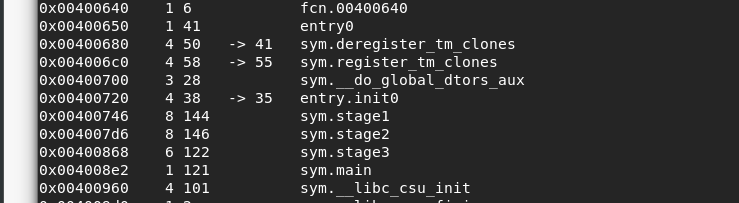 0x00400640 1 6 fcn.00400640
0x00400650 1 41 entry0
0x00400680 4 50 -> 41 sym.deregister_tm_clones
0x004006c0 4 58 -> 55 sym.register_tm_clones
0x00400700 3 28 sym.__do_global_dtors_aux
0x00400720 4 38 -> 35 entry.init0
0x00400746 8 144 sym.stage1
0x004007d6 8 146 sym.stage2
0x00400868 6 122 sym.stage3
0x004008e2 1 121 sym.main
0x00400960 4 101 sym.__libc_csu_init